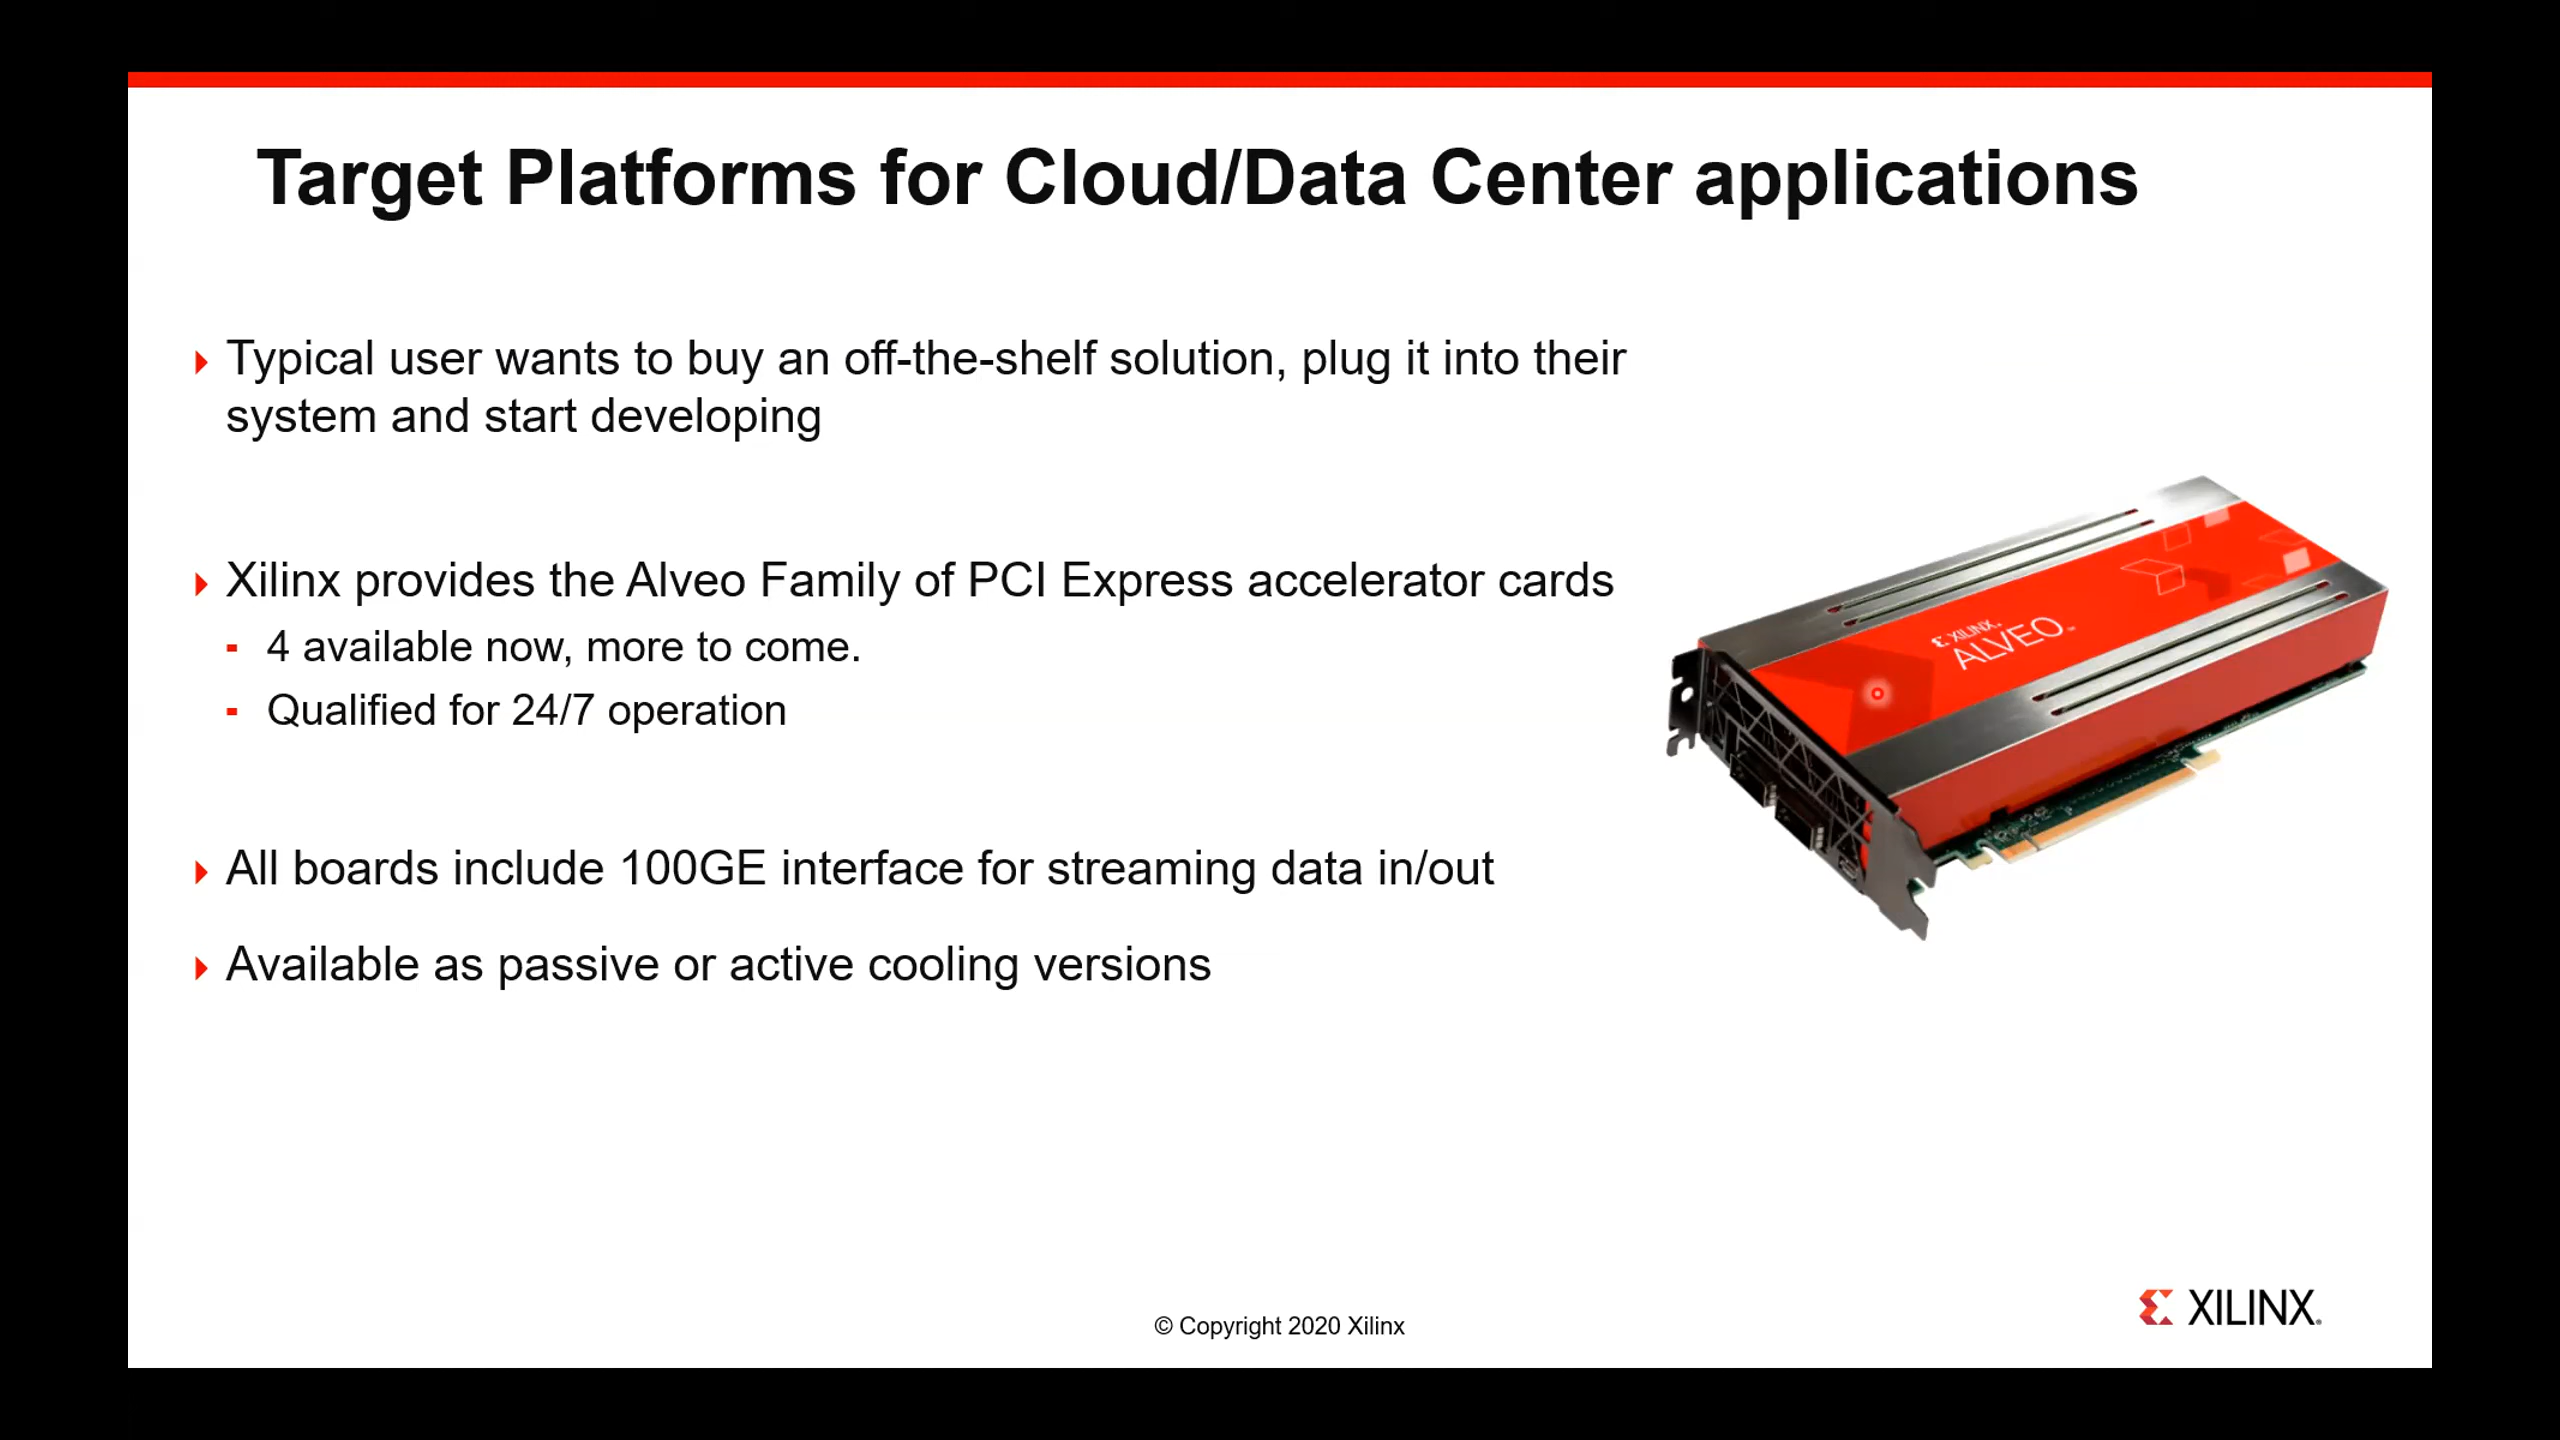 Target Platforms for Cloud/Data Center applications
Typical user wants to buy an off-the-shelf solution, plug it into their
system and start developing
Xilinx provides the Alveo Family of PCI Express accelerator cards
4 available now, more to come.
Qualified for 24/7 operation
XILINX
ALVEO™
All boards include 100GE interface for streaming data in/out
Available as passive or active cooling versions
© Copyright 2020 Xilinx
XILINX®